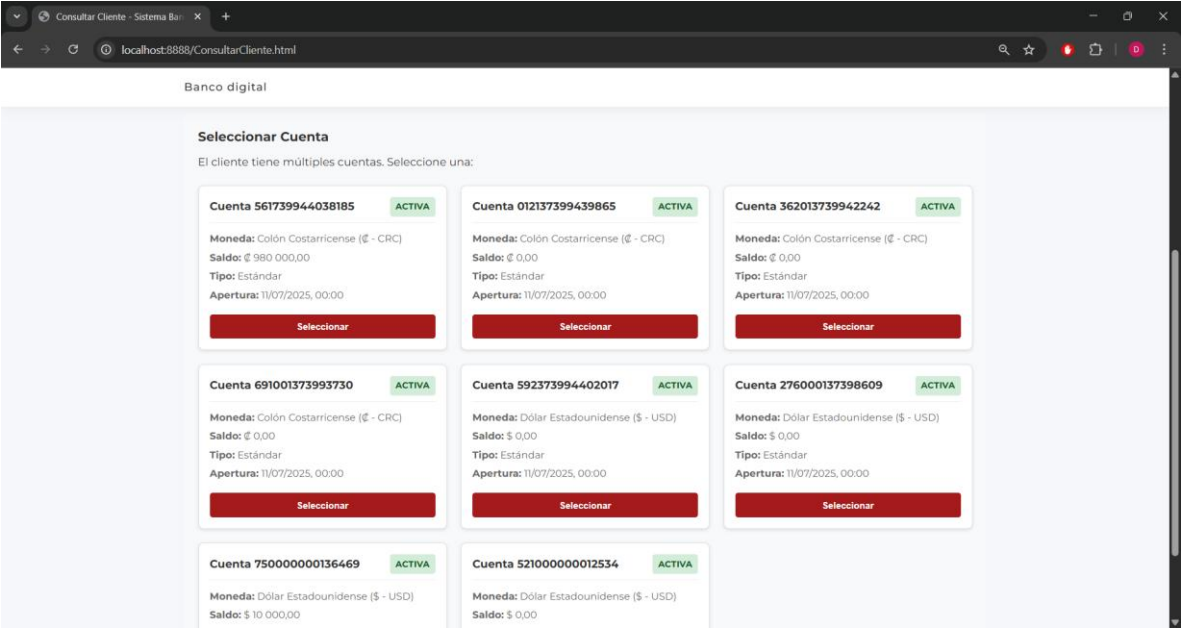 Consultar Cliente - Sistema Ban
localhost:8888/ConsultarCliente.html
D
Banco digital
Seleccionar Cuenta
El cliente tiene múltiples cuentas. Seleccione una:
Cuenta 561739944038185 ACTIVA
Moneda: Colón Costarricense (₡ - CRC)
Saldo: ₡ 980 000,00
Tipo: Estándar
Apertura: 11/07/2025, 00:00
Seleccionar
Cuenta 012137399439865 ACTIVA
Moneda: Colón Costarricense (₡ - CRC)
Saldo: ₡ 0,00
Tipo: Estándar
Apertura: 11/07/2025, 00:00
Seleccionar
Cuenta 362013739942242 ACTIVA
Moneda: Colón Costarricense (₡ - CRC)
Saldo: ₡ 0,00
Tipo: Estándar
Apertura: 11/07/2025, 00:00
Seleccionar
Cuenta 691001373993730 ACTIVA
Moneda: Colón Costarricense (₡ - CRC)
Saldo: ₡ 0,00
Tipo: Estándar
Apertura: 11/07/2025, 00:00
Seleccionar
Cuenta 592373994402017 ACTIVA
Moneda: Dólar Estadounidense ($ - USD)
Saldo: $ 0,00
Tipo: Estándar
Apertura: 11/07/2025, 00:00
Seleccionar
Cuenta 276000137398609 ACTIVA
Moneda: Dólar Estadounidense ($ - USD)
Saldo: $ 0,00
Tipo: Estándar
Apertura: 11/07/2025, 00:00
Seleccionar
Cuenta 750000000136469 ACTIVA
Moneda: Dólar Estadounidense ($ - USD)
Saldo: $ 10 000,00
Cuenta 521000000012534 ACTIVA
Moneda: Dólar Estadounidense ($ - USD)
Saldo: $ 0,00